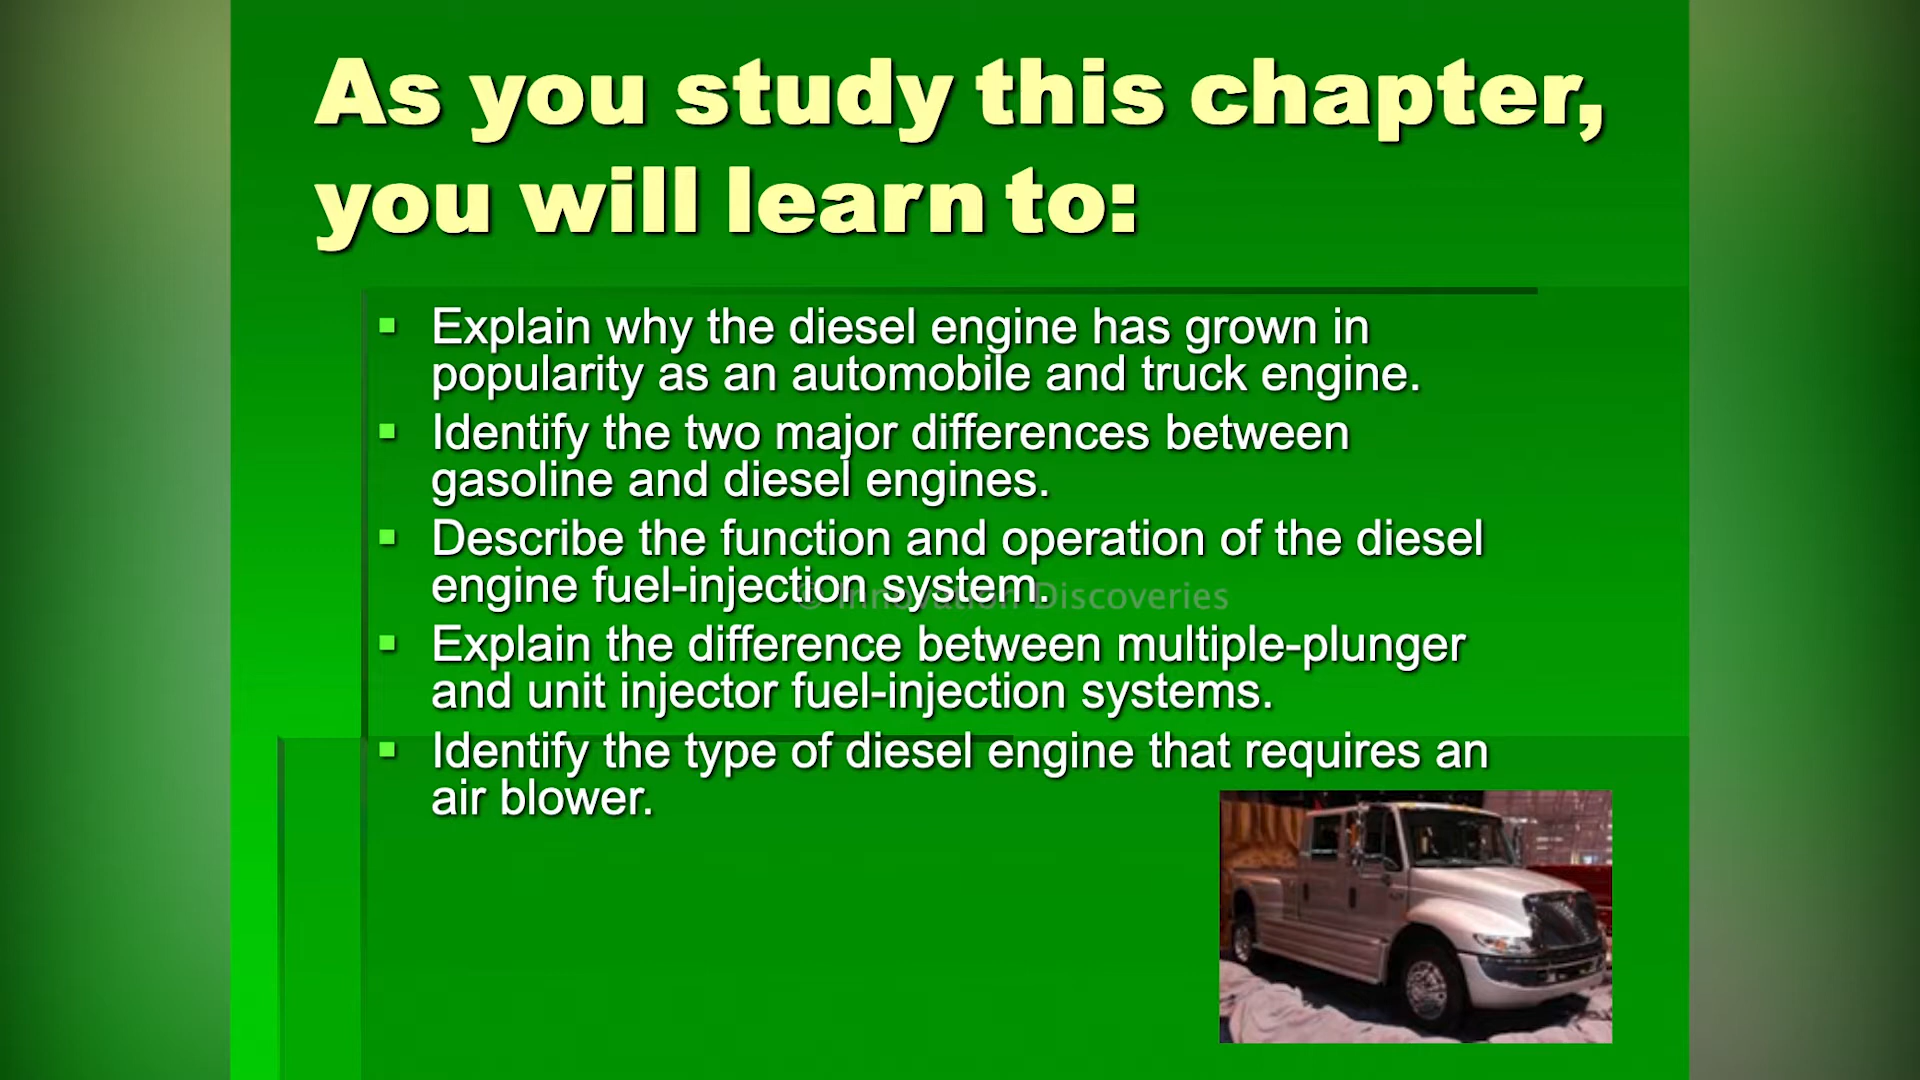 As you study this chapter,
you will learn to:
Explain why the diesel engine has grown in
popularity as an automobile and truck engine.
Identify the two major differences between
gasoline and diesel engines.
Describe the function and operation of the diesel
engine fuel-injection system.
© Innovation Discoveries
Explain the difference between multiple-plunger
and unit injector fuel-injection systems.
Identify the type of diesel engine that requires an
air blower.